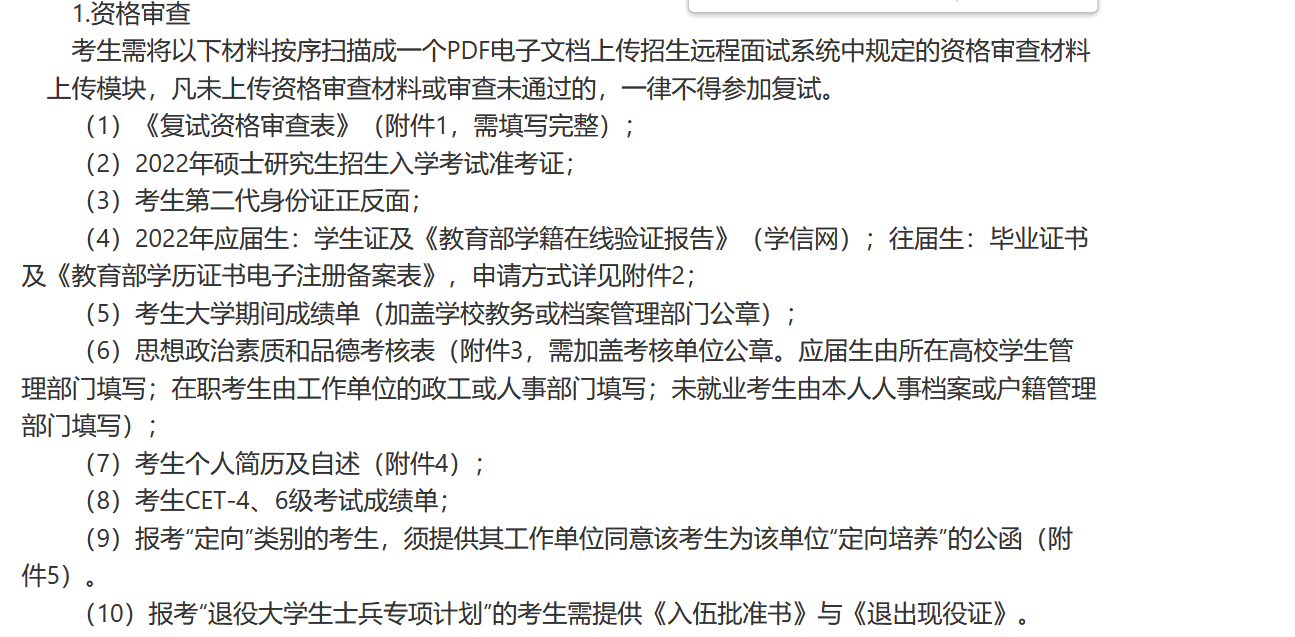 1.资格审查
考生需将以下材料按序扫描成一个PDF电子文档上传招生远程面试系统中规定的资格审查材料
上传模块，凡未上传资格审查材料或审查未通过的，一律不得参加复试。
（1）《复试资格审查表》（附件1，需填写完整）；
（2）2022年硕士研究生招生入学考试准考证；
（3）考生第二代身份证正反面；
（4）2022年应届生：学生证及《教育部学籍在线验证报告》（学信网）；往届生：毕业证书
及《教育部学历证书电子注册备案表》，申请方式详见附件2；
（5）考生大学期间成绩单（加盖学校教务或档案管理部门公章）；
（6）思想政治素质和品德考核表（附件3，需加盖考核单位公章。应届生由所在高校学生管
理部门填写；在职考生由工作单位的政工或人事部门填写；未就业考生由本人人事档案或户籍管理
部门填写）；
（7）考生个人简历及自述（附件4）；
（8）考生CET-4、6级考试成绩单；
（9）报考“定向”类别的考生，须提供其工作单位同意该考生为该单位“定向培养”的公函（附
件5）。
（10）报考“退役大学生士兵专项计划”的考生需提供《入伍批准书》与《退出现役证》。